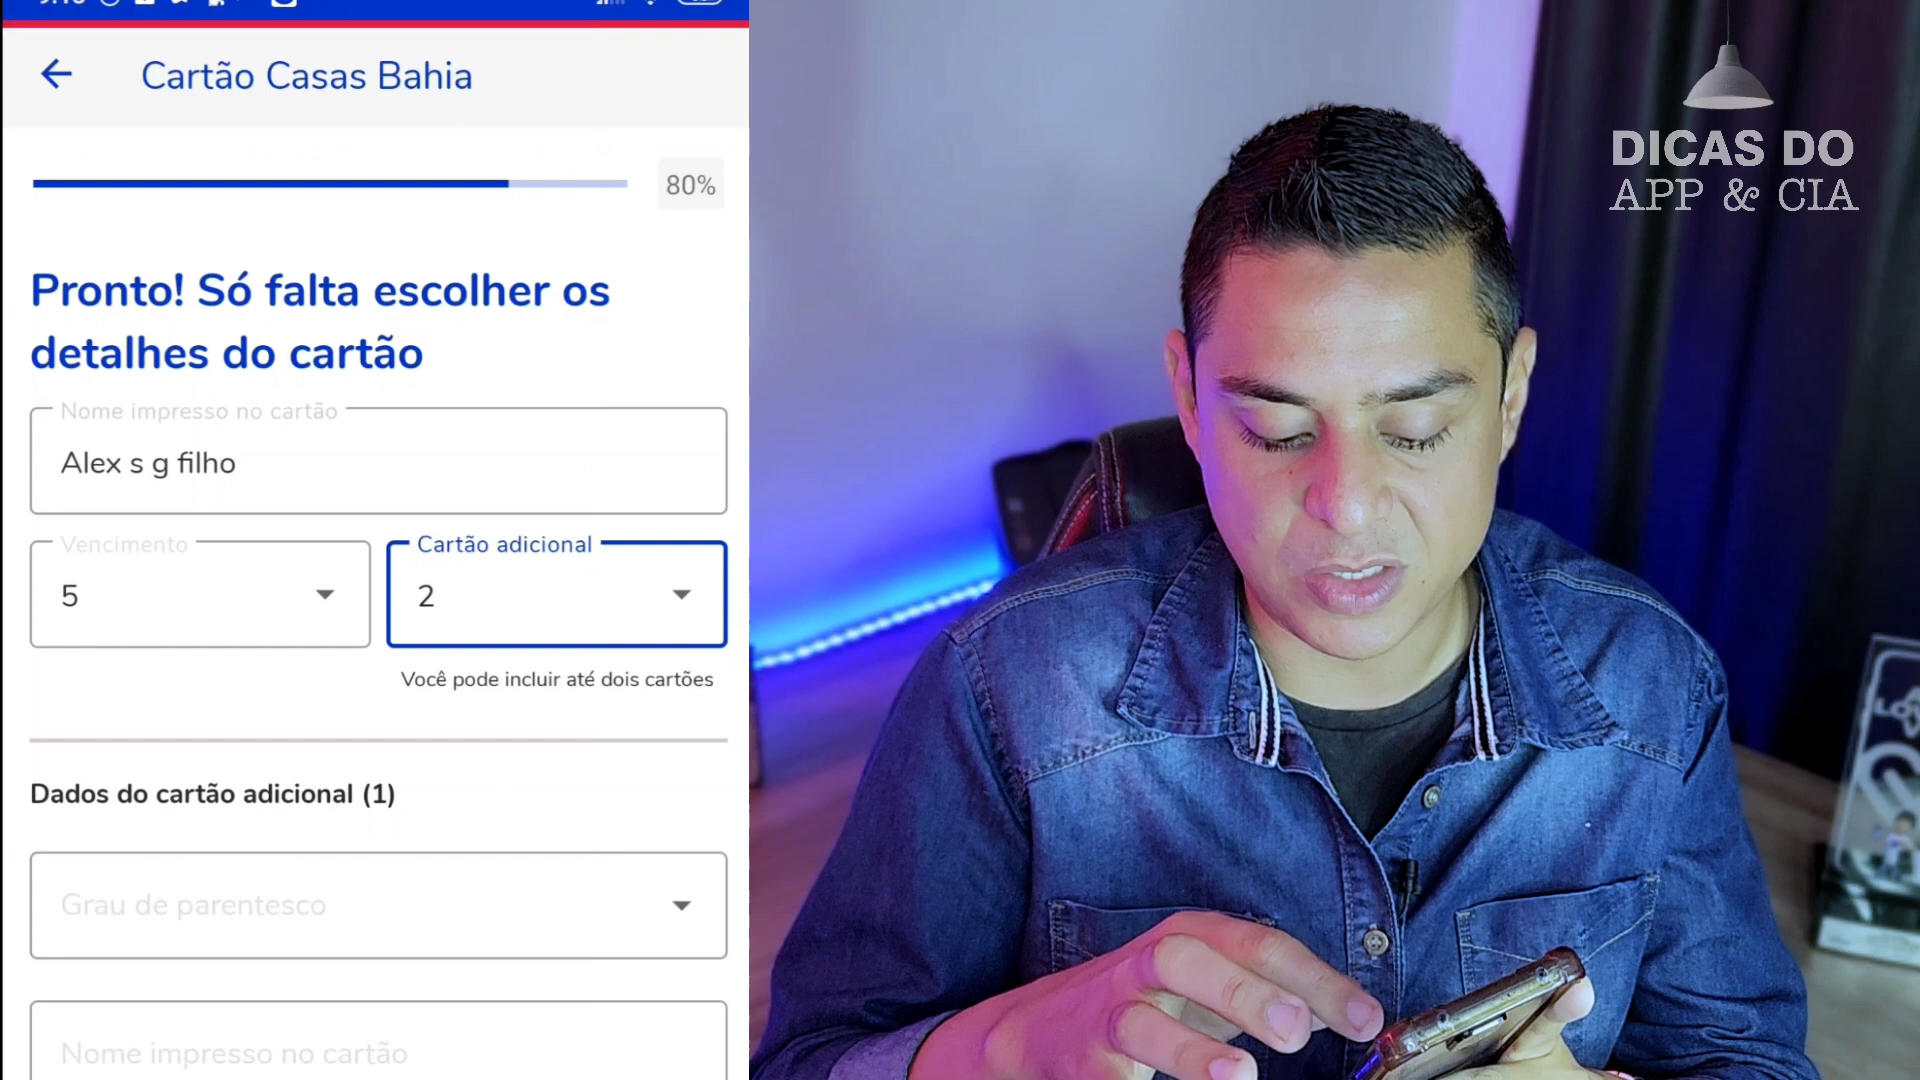 Cartão Casas Bahia
80%
Pronto! Só falta escolher os
detalhes do cartão
Nome impresso no cartão
Alex s g filho
Vencimento
Cartão adicional
5
2
Você pode incluir até dois cartões
Dados do cartão adicional (1)
Grau de parentesco
Nome impresso no cartão
DICAS DO
APP & CIA